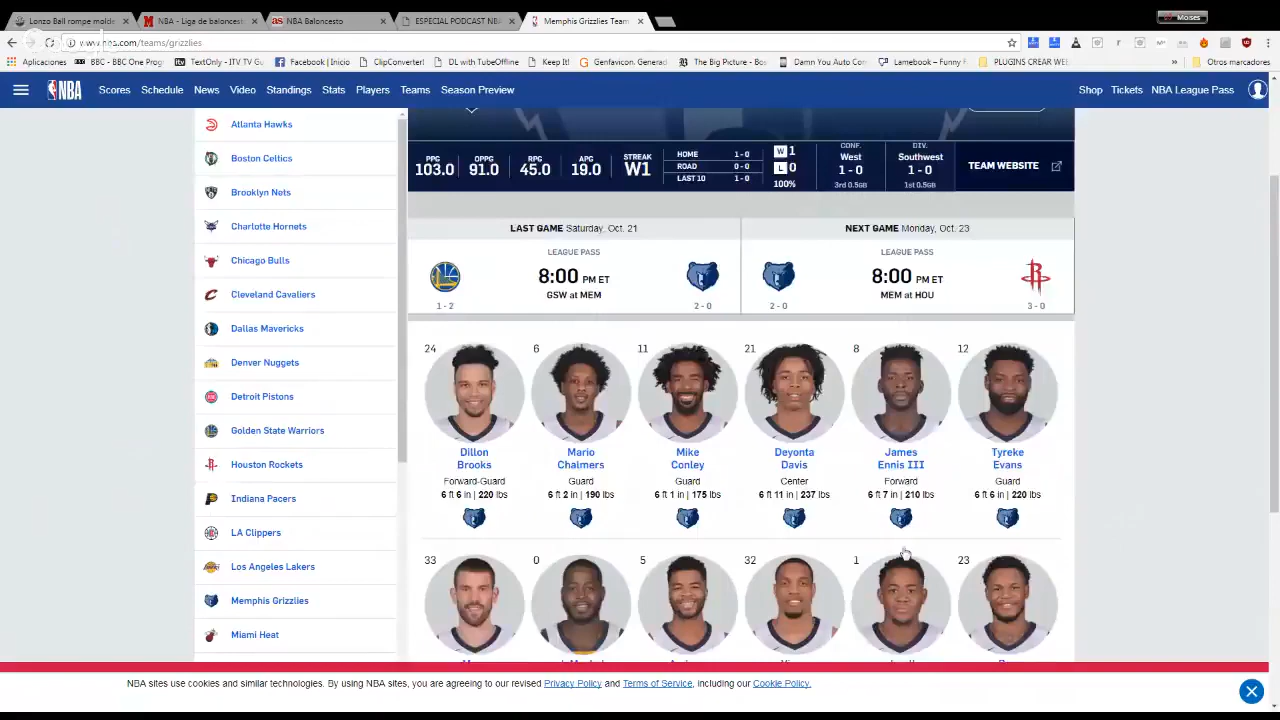 Lonzo Ball rompe molde
NBA - Liga de balonces
NBA Baloncesto
ESPECIAL PODCAST NB
Memphis Grizzlies Team
Moises
www.nba.com/teams/grizzlies
Aplicaciones
BBC - BBC One Prog
TextOnly - ITV TV Gu
Facebook | Inicio
ClipConverter!
DL with TubeOffline
Keep It!
Genfavicon. Generad
The Big Picture - Bos
Damn You Auto Con
Lamebook – Funny F
PLUGINS CREAR WE
Otros marcadores
NBA
Scores
Schedule
News
Video
Standings
Stats
Players
Teams
Season Preview
Shop
Tickets
NBA League Pass
Atlanta Hawks
Boston Celtics
Brooklyn Nets
Charlotte Hornets
Chicago Bulls
Cleveland Cavaliers
Dallas Mavericks
Denver Nuggets
Detroit Pistons
Golden State Warriors
Houston Rockets
Indiana Pacers
LA Clippers
Los Angeles Lakers
Memphis Grizzlies
Miami Heat
PPG
103.0
OPPG
91.0
RPG
45.0
APG
19.0
STREAK
W1
HOME 1-0
ROAD 0-0
LAST 10 1-0
W 1
L 0
100%
CONF.
West
1 - 0
3rd 0.5GB
DIV.
Southwest
1 - 0
1st 0.5GB
TEAM WEBSITE
LAST GAME Saturday, Oct. 21
LEAGUE PASS
8:00 PM ET
GSW at MEM
1 - 2
2 - 0
NEXT GAME Monday, Oct. 23
LEAGUE PASS
8:00 PM ET
MEM at HOU
2 - 0
3 - 0
24
Dillon
Brooks
Forward-Guard
6 ft 6 in | 220 lbs
6
Mario
Chalmers
Guard
6 ft 2 in | 190 lbs
11
Mike
Conley
Guard
6 ft 1 in | 175 lbs
21
Deyonta
Davis
Center
6 ft 11 in | 237 lbs
8
James
Ennis III
Forward
6 ft 7 in | 210 lbs
12
Tyreke
Evans
Guard
6 ft 6 in | 220 lbs
33
0
5
32
1
23
NBA sites use cookies and similar technologies. By using NBA sites, you are agreeing to our revised Privacy Policy and Terms of Service, including our Cookie Policy.